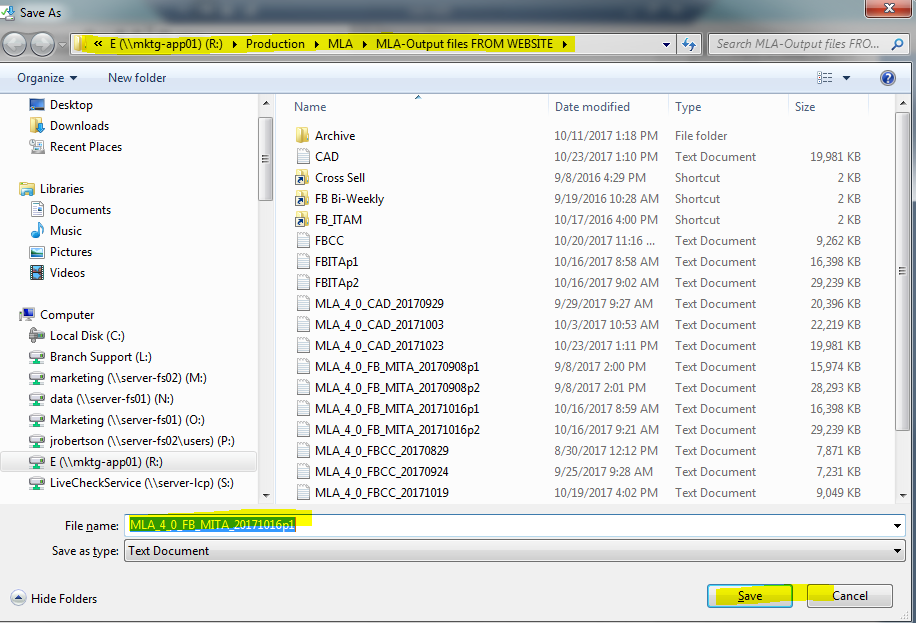 Save As
« E (\\mktg-app01) (R:) ▸ Production ▸ MLA ▸ MLA-Output files FROM WEBSITE ▸
Search MLA-Output files FRO...
Organize New folder
Desktop
Downloads
Recent Places
Libraries
Documents
Music
Pictures
Videos
Computer
Local Disk (C:)
Branch Support (L:)
marketing (\\server-fs02) (M:)
data (\\server-fs01) (N:)
Marketing (\\server-fs01) (O:)
jrobertson (\\server-fs02\users) (P:)
E (\\mktg-app01) (R:)
LiveCheckService (\\server-lcp) (S:)
Name Date modified Type Size
Archive 10/11/2017 1:18 PM File folder
CAD 10/23/2017 1:10 PM Text Document 19,981 KB
Cross Sell 9/8/2016 4:29 PM Shortcut 2 KB
FB Bi-Weekly 9/19/2016 10:28 AM Shortcut 2 KB
FB_ITAM 10/17/2016 4:00 PM Shortcut 2 KB
FBCC 10/20/2017 11:16 ... Text Document 9,262 KB
FBITAp1 10/16/2017 8:58 AM Text Document 16,398 KB
FBITAp2 10/16/2017 9:02 AM Text Document 29,239 KB
MLA_4_0_CAD_20170929 9/29/2017 9:27 AM Text Document 20,396 KB
MLA_4_0_CAD_20171003 10/3/2017 10:53 AM Text Document 22,219 KB
MLA_4_0_CAD_20171023 10/23/2017 1:11 PM Text Document 19,981 KB
MLA_4_0_FB_MITA_20170908p1 9/8/2017 2:00 PM Text Document 15,974 KB
MLA_4_0_FB_MITA_20170908p2 9/8/2017 2:01 PM Text Document 28,293 KB
MLA_4_0_FB_MITA_20171016p1 10/16/2017 8:59 AM Text Document 16,398 KB
MLA_4_0_FB_MITA_20171016p2 10/16/2017 9:21 AM Text Document 29,239 KB
MLA_4_0_FBCC_20170829 8/30/2017 12:12 PM Text Document 7,871 KB
MLA_4_0_FBCC_20170924 9/25/2017 9:28 AM Text Document 7,231 KB
MLA_4_0_FBCC_20171019 10/19/2017 4:02 PM Text Document 9,049 KB
File name: MLA_4_0_FB_MITA_20171016p1
Save as type: Text Document
Hide Folders Save Cancel